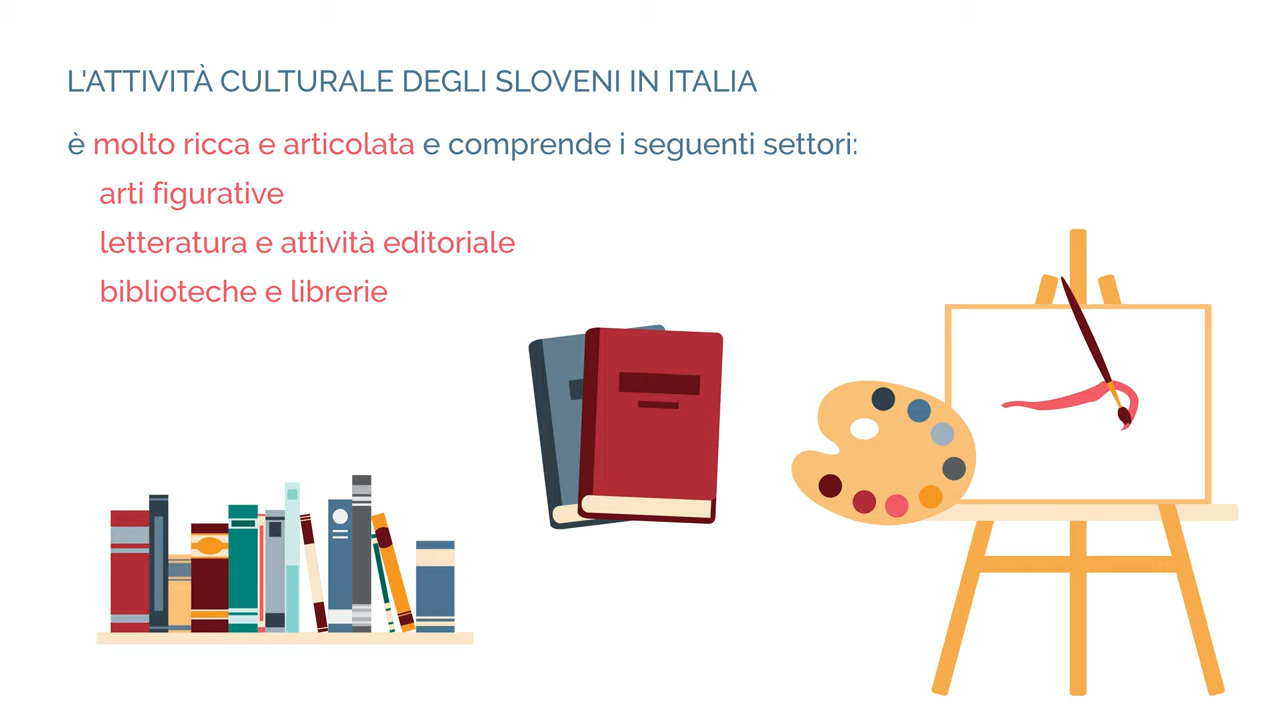 L'ATTIVITÀ CULTURALE DEGLI SLOVENI IN ITALIA
è molto ricca e articolata e comprende i seguenti settori:
arti figurative
letteratura e attività editoriale
biblioteche e librerie